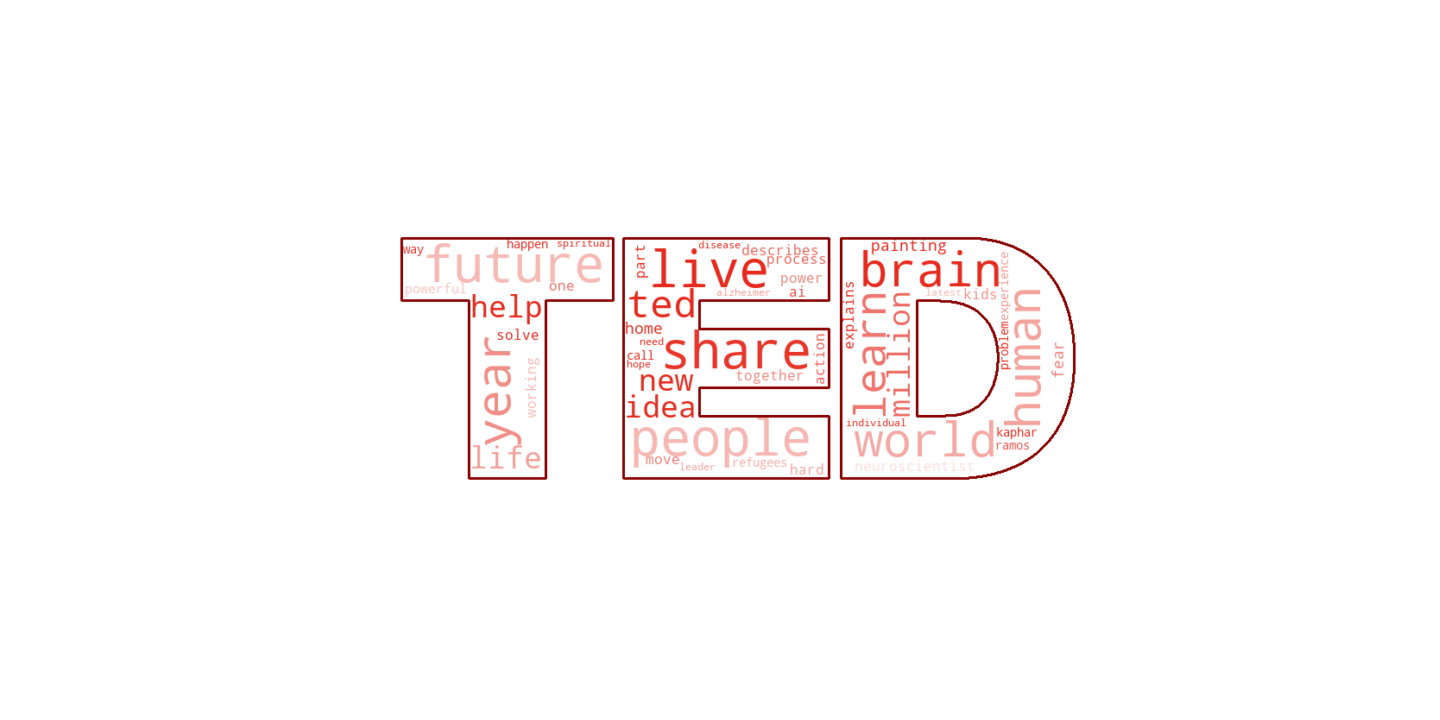 way
happen
spiritual
future
powerful
one
help
solve
year
working
life
disease
part
live
describes
process
power
alzheimer
ai
ted
home
need
call
hope
share
action
together
new
idea
people
move
leader
refugees
hard
painting
brain
experience
explains
learn
million
latest
kids
problem
human
fear
individual
world
kaphar
ramos
neuroscientist